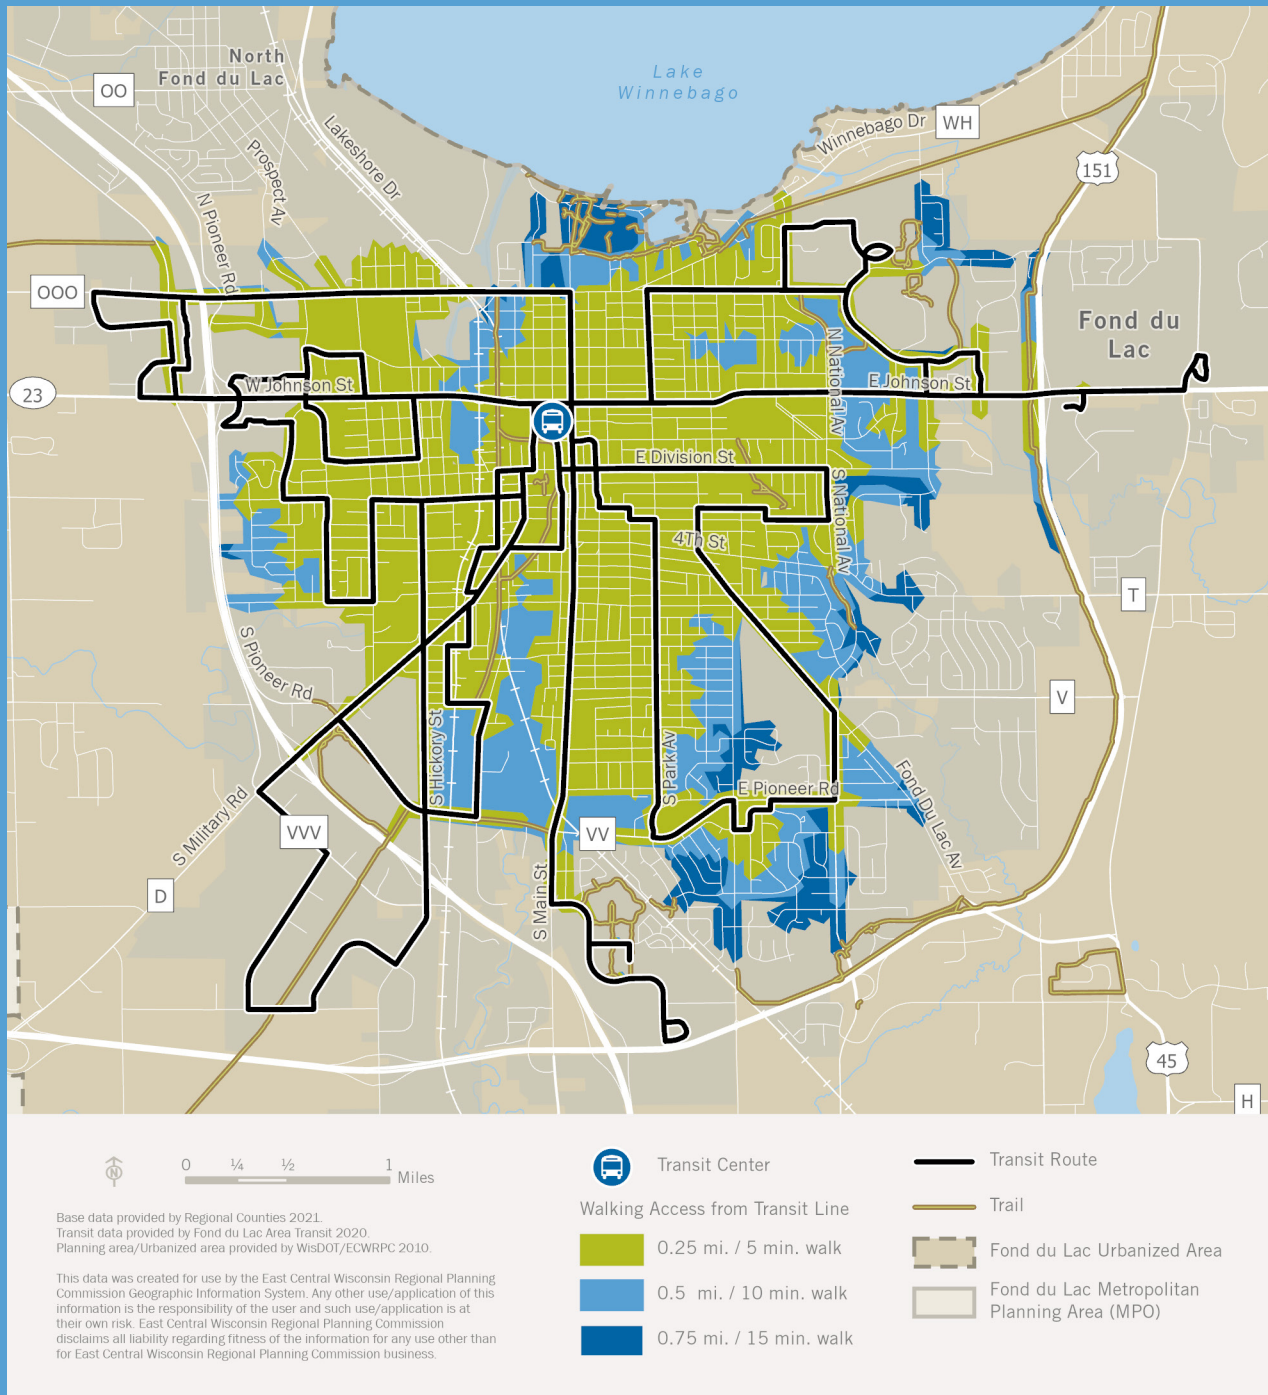 North
Fond du Lac
OO
Lake
Winnebago
Lakeshore Dr
Winnebago Dr
WH
Prospect Av
151
N Pioneer Rd
OOO
Fond du
Lac
N National Av
23
W Johnson St
E Johnson St
E Division St
S National Av
4Th St
T
S Pioneer Rd
V
S Hickory St
S Park Av
E Pioneer Rd
Fond Du Lac Av
S Military Rd
VVV
VV
D
S Main St
45
H
0 ¼ ½ 1
Miles
N
Base data provided by Regional Counties 2021.
Transit data provided by Fond du Lac Area Transit 2020.
Planning area/Urbanized area provided by WisDOT/ECWRPC 2010.
This data was created for use by the East Central Wisconsin Regional Planning
Commission Geographic Information System. Any other use/application of this
information is the responsibility of the user and such use/application is at
their own risk. East Central Wisconsin Regional Planning Commission
disclaims all liability regarding fitness of the information for any use other than
for East Central Wisconsin Regional Planning Commission business.
Transit Center
Walking Access from Transit Line
0.25 mi. / 5 min. walk
0.5 mi. / 10 min. walk
0.75 mi. / 15 min. walk
Transit Route
Trail
Fond du Lac Urbanized Area
Fond du Lac Metropolitan
Planning Area (MPO)